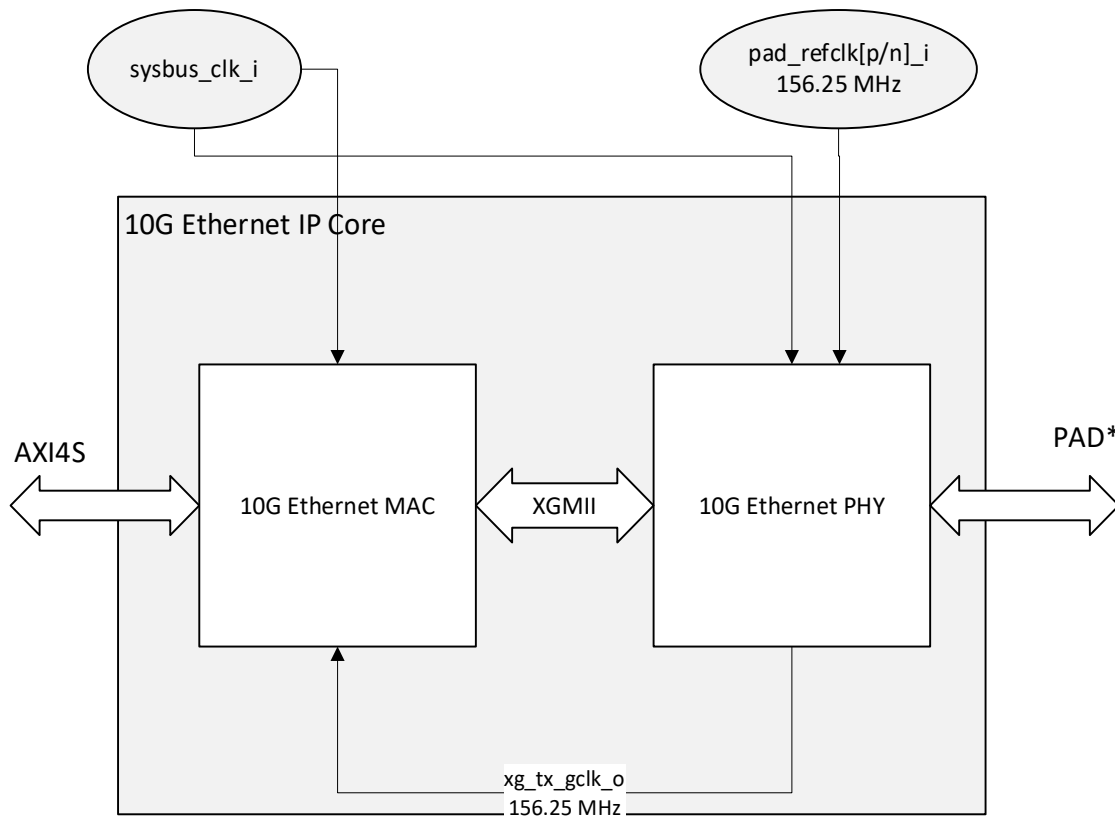 sysbus_clk_i
pad_refclk[p/n]_i
156.25 MHz
10G Ethernet IP Core
AXI4S
10G Ethernet MAC
XGMII
10G Ethernet PHY
PAD*
xg_tx_gclk_o
156.25 MHz